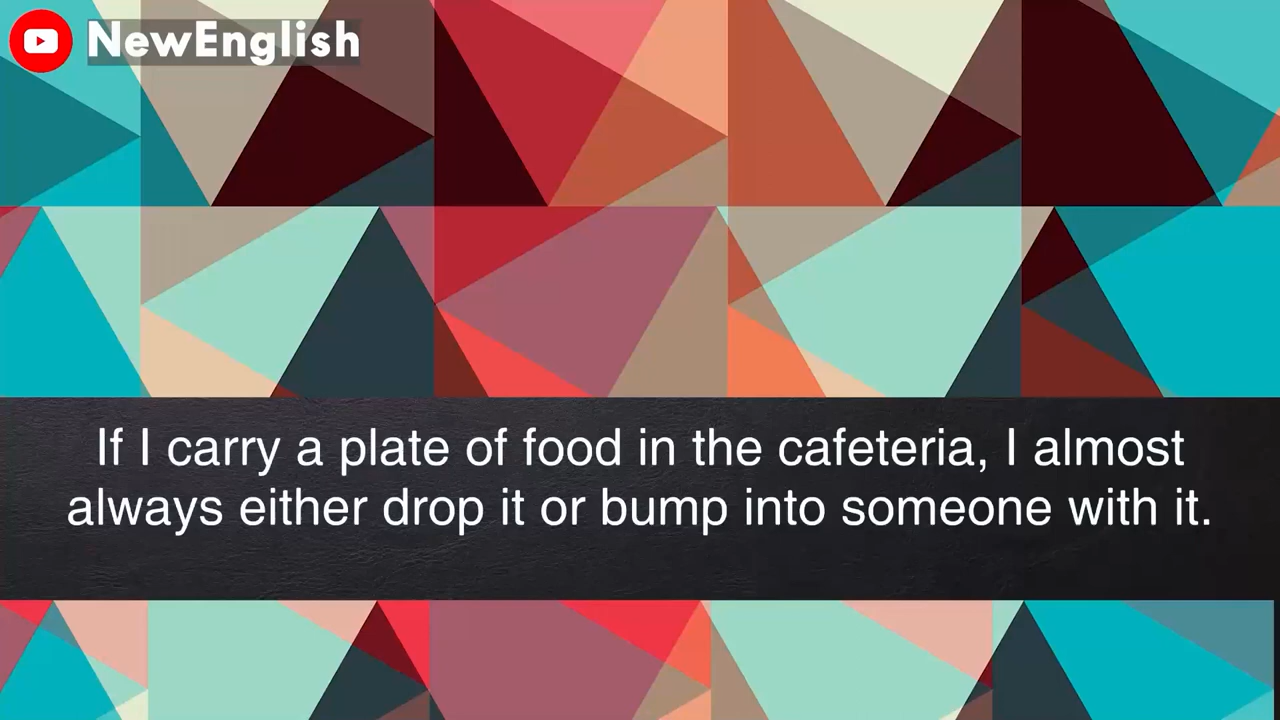 NewEnglish
If I carry a plate of food in the cafeteria, I almost
always either drop it or bump into someone with it.